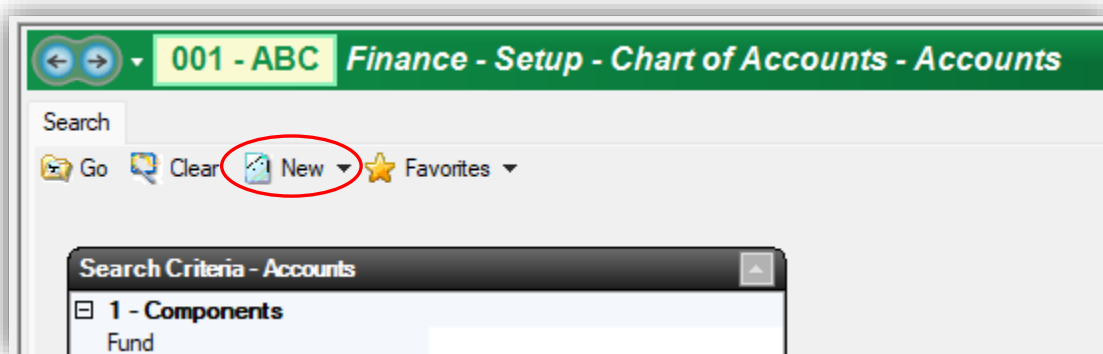 001 - ABC Finance - Setup - Chart of Accounts - Accounts
Search
Go Clear New Favorites
Search Criteria - Accounts
1 - Components
Fund